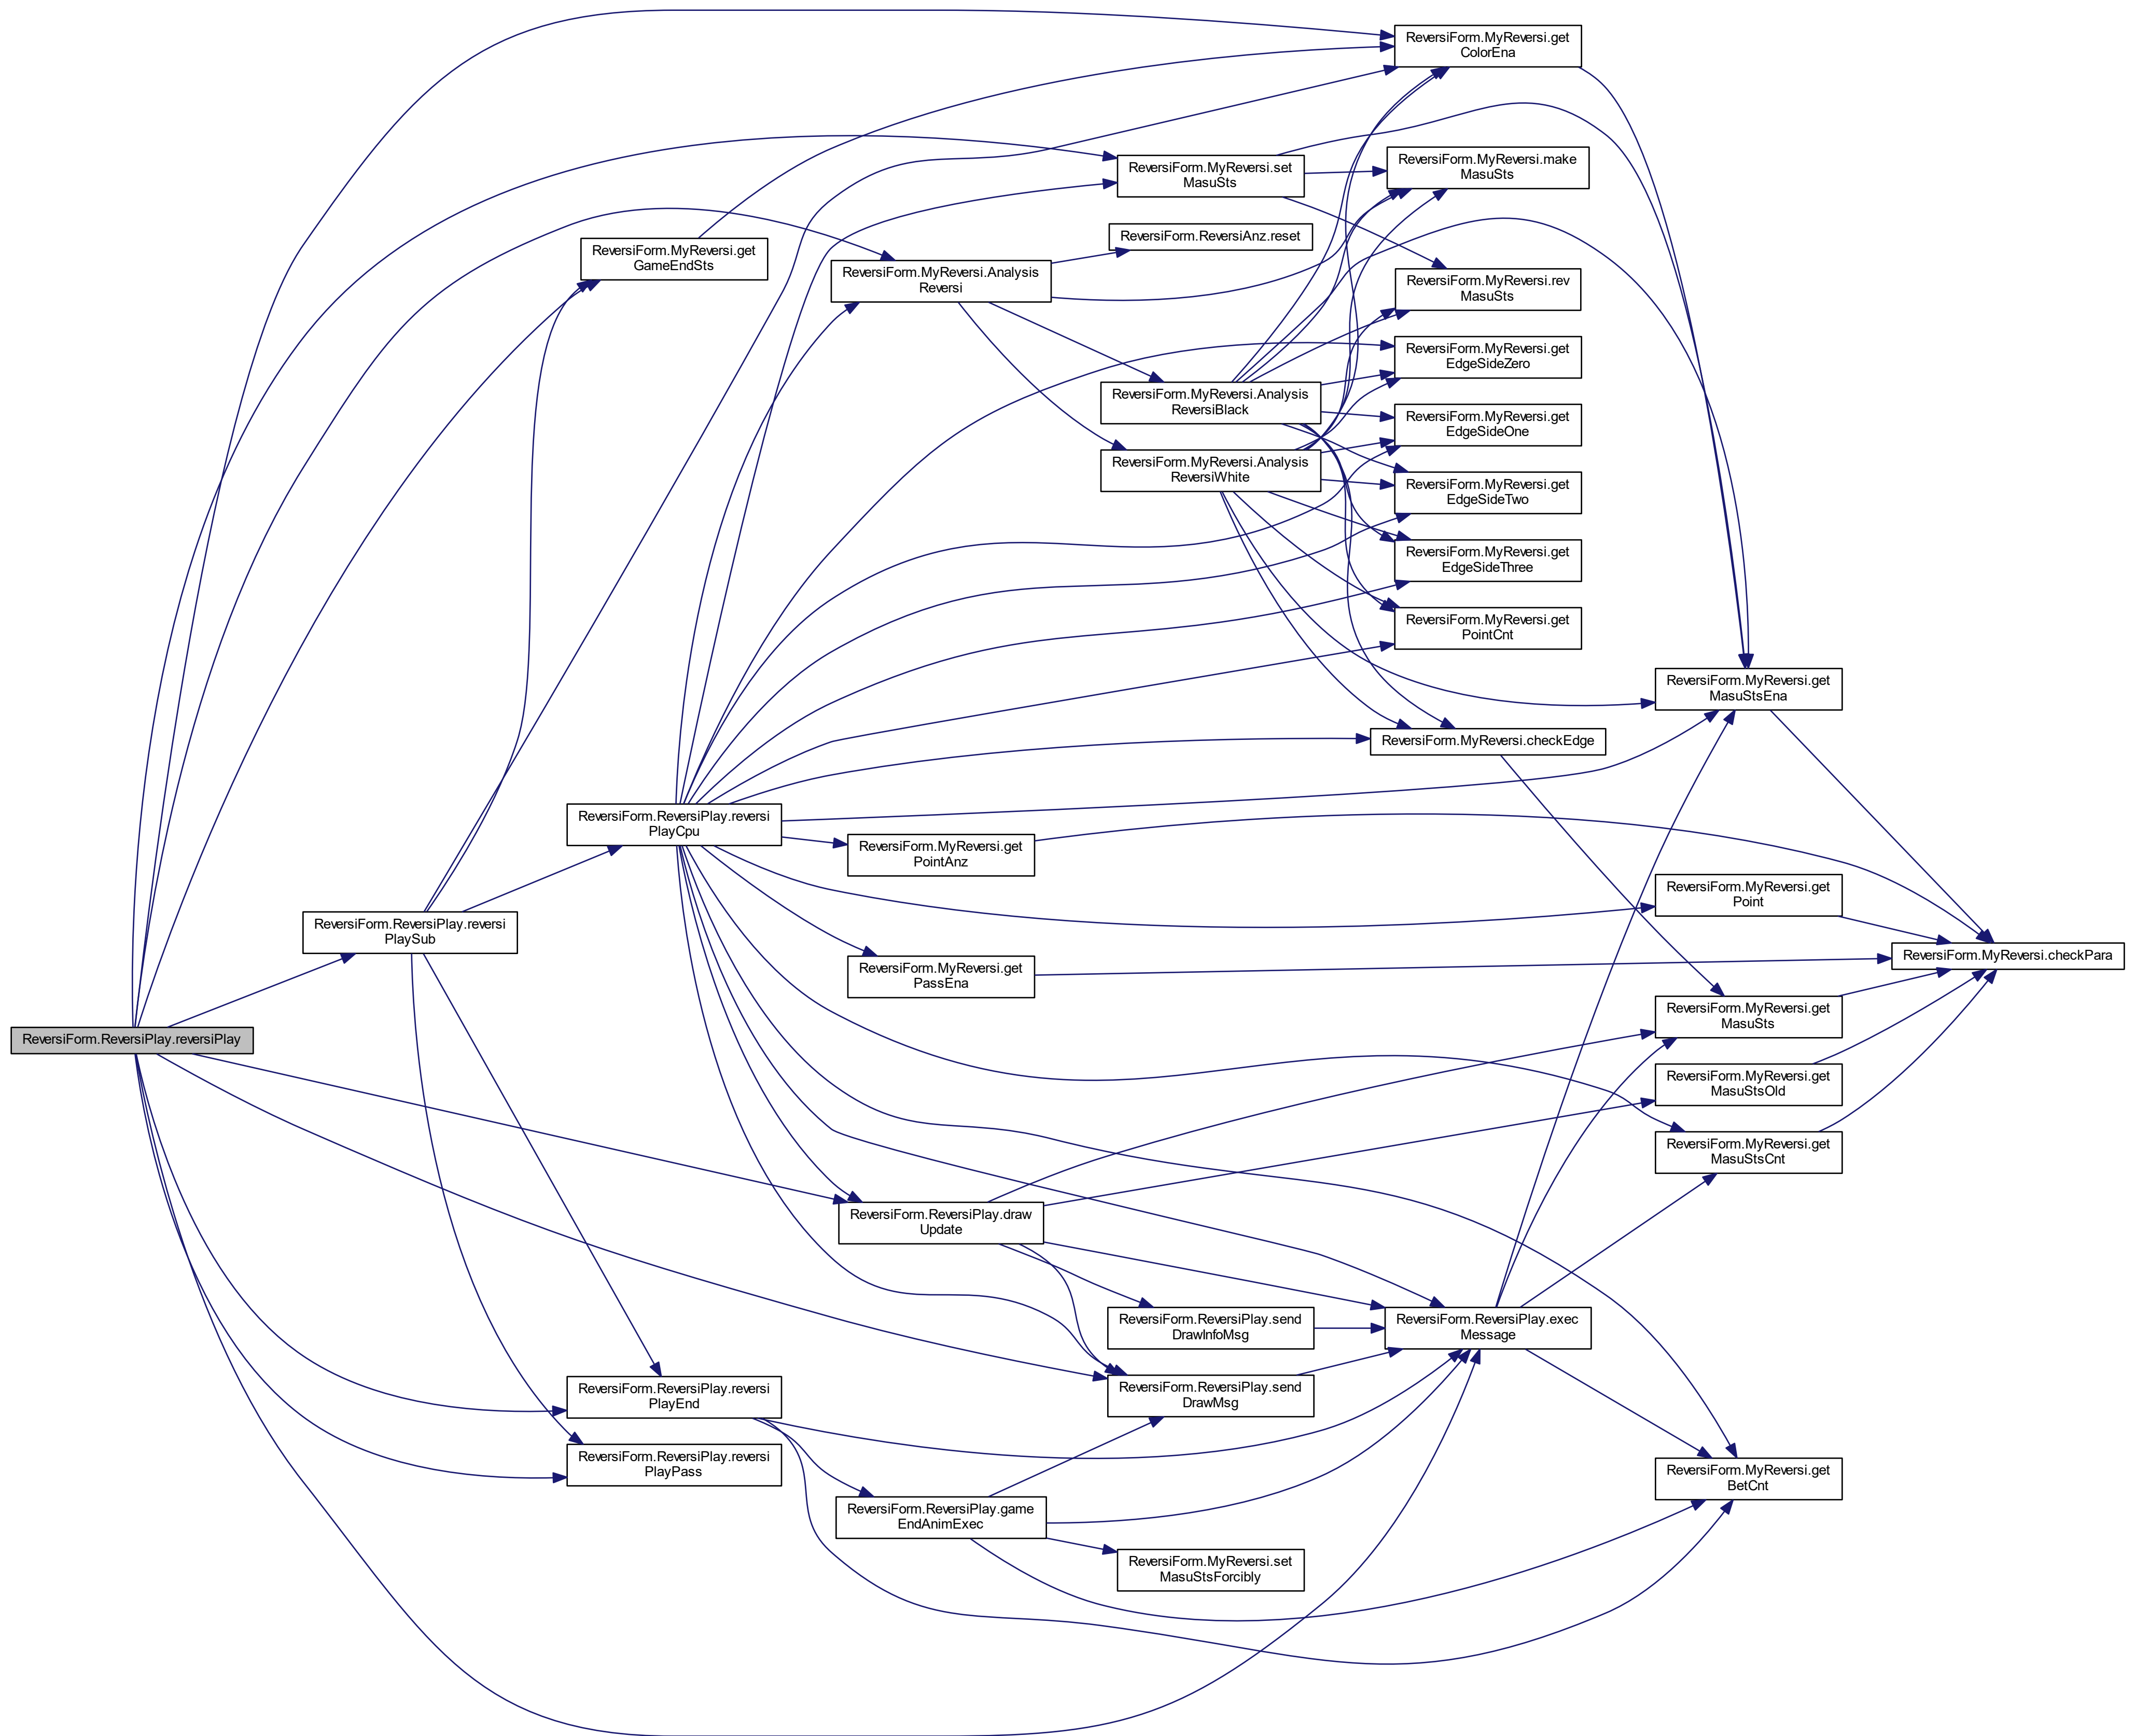 ReversiForm.MyReversi.get
ColorEna
ReversiForm.MyReversi.set
MasuSts
ReversiForm.MyReversi.make
MasuSts
ReversiForm.ReversiAnz.reset
ReversiForm.MyReversi.get
GameEndSts
ReversiForm.MyReversi.Analysis
Reversi
ReversiForm.MyReversi.rev
MasuSts
ReversiForm.MyReversi.get
EdgeSideZero
ReversiForm.MyReversi.Analysis
ReversiBlack
ReversiForm.MyReversi.get
EdgeSideOne
ReversiForm.MyReversi.Analysis
ReversiWhite
ReversiForm.MyReversi.get
EdgeSideTwo
ReversiForm.MyReversi.get
EdgeSideThree
ReversiForm.MyReversi.get
PointCnt
ReversiForm.MyReversi.get
MasuStsEna
ReversiForm.MyReversi.checkEdge
ReversiForm.ReversiPlay.reversi
PlayCpu
ReversiForm.MyReversi.get
PointAnz
ReversiForm.MyReversi.get
Point
ReversiForm.ReversiPlay.reversi
PlaySub
ReversiForm.MyReversi.checkPara
ReversiForm.MyReversi.get
PassEna
ReversiForm.MyReversi.get
MasuSts
ReversiForm.ReversiPlay.reversiPlay
ReversiForm.MyReversi.get
MasuStsOld
ReversiForm.MyReversi.get
MasuStsCnt
ReversiForm.ReversiPlay.draw
Update
ReversiForm.ReversiPlay.send
DrawInfoMsg
ReversiForm.ReversiPlay.exec
Message
ReversiForm.ReversiPlay.send
DrawMsg
ReversiForm.ReversiPlay.reversi
PlayEnd
ReversiForm.ReversiPlay.reversi
PlayPass
ReversiForm.MyReversi.get
BetCnt
ReversiForm.ReversiPlay.game
EndAnimExec
ReversiForm.MyReversi.set
MasuStsForcibly